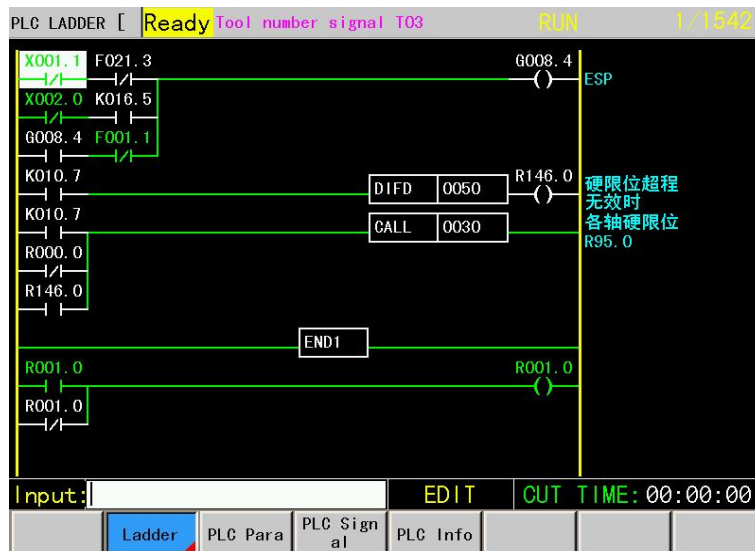 PLC LADDER [ Ready Tool number signal T03 RUN 1/1542
X001.1 F021.3 G008.4
ESP
X002.0 K016.5
G008.4 F001.1
K010.7 DIFD 0050 R146.0 硬限位超程
无效时
K010.7 CALL 0030 各轴硬限位
R000.0 R95.0
R146.0
END1
R001.0 R001.0
R001.0
Input: EDIT CUT TIME: 00:00:00
Ladder PLC Para PLC Sign
al PLC Info